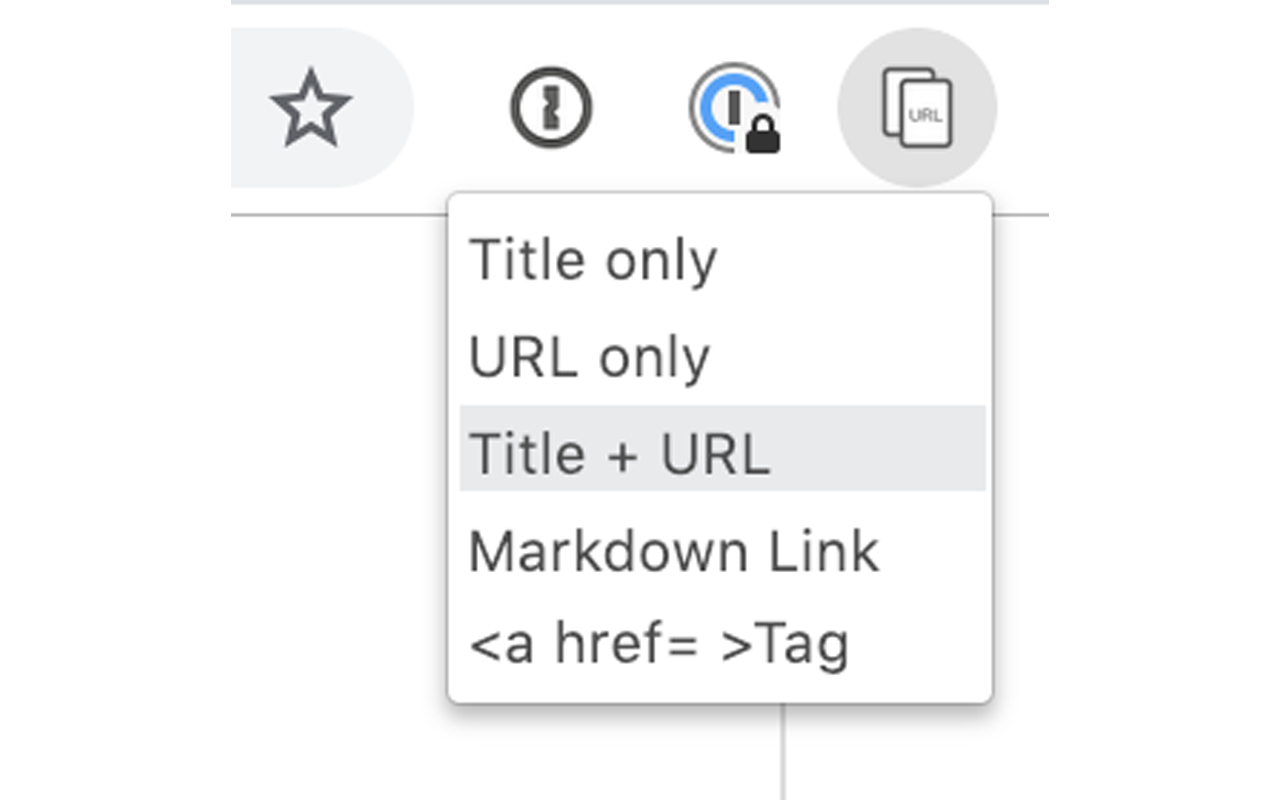 URL
Title only
URL only
Title + URL
Markdown Link
<a href= >Tag